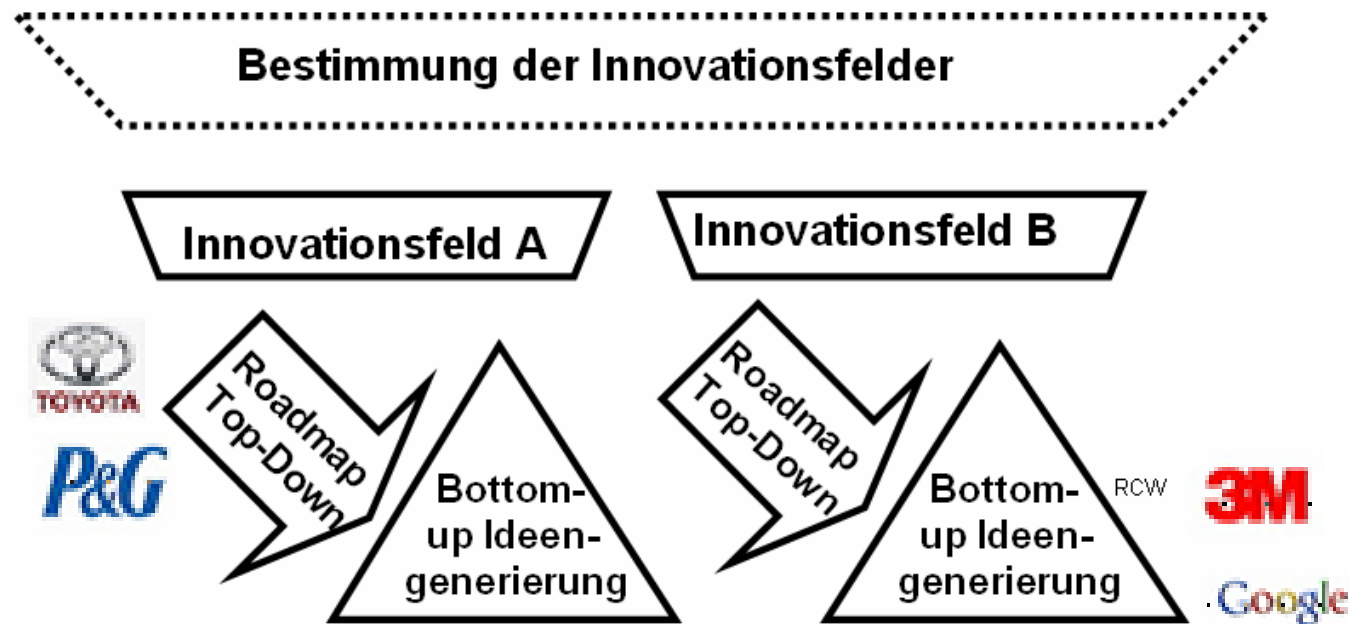 Bestimmung der Innovationsfelder
Innovationsfeld A
Innovationsfeld B
TOYOTA
P&G
Roadmap
Top-Down
Bottom-
up Ideen-
generierung
Roadmap
Top-Down
Bottom-
up Ideen-
generierung
RCW
3M
Google